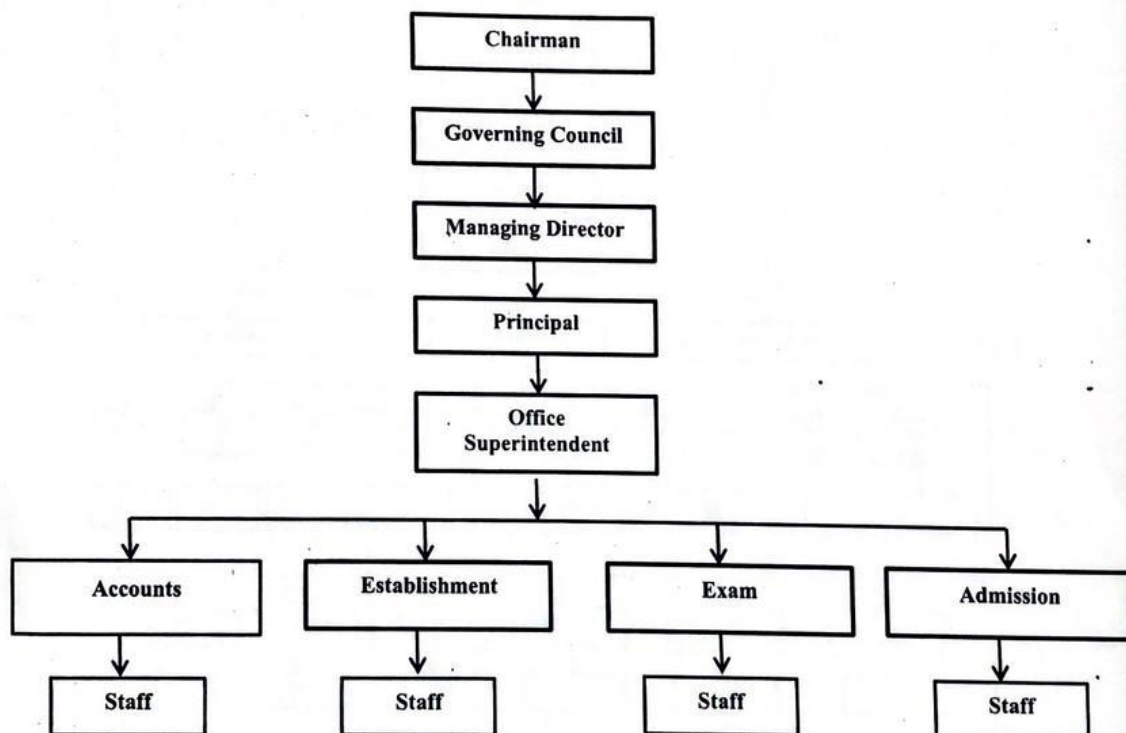 Chairman
Governing Council
Managing Director
Principal
Office
Superintendent
Accounts
Establishment
Exam
Admission
Staff
Staff
Staff
Staff